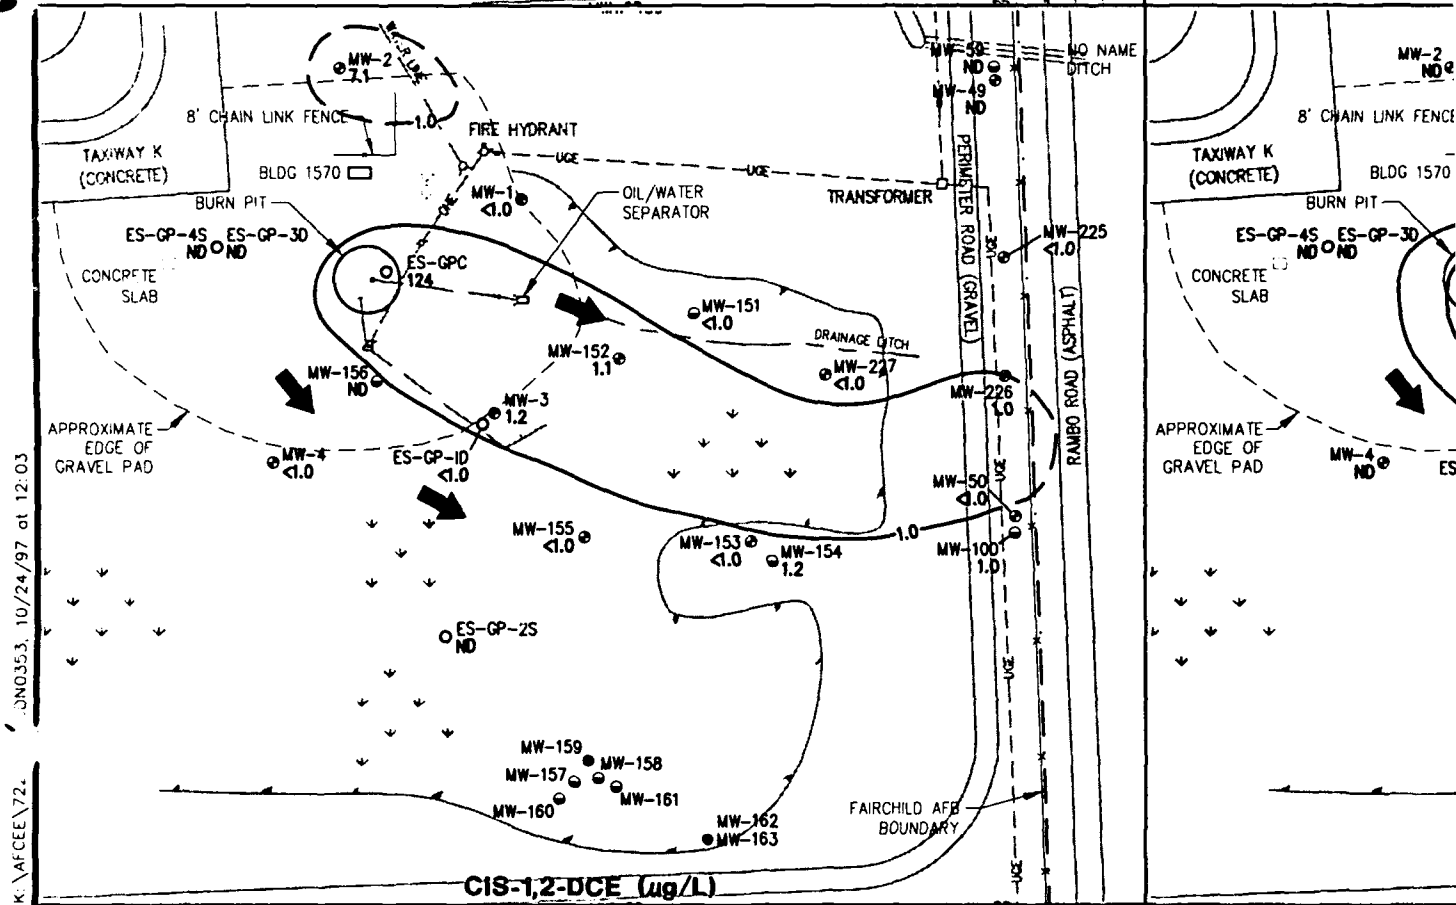 MW-2
7.1
WATER LINE
8' CHAIN LINK FENCE
1.0
FIRE HYDRANT
TAXIWAY K
(CONCRETE)
BLDG 1570
BURN PIT
MW-1
<1.0
OIL/WATER
SEPARATOR
UGE
UGE
TRANSFORMER
MW-59
ND
MW-49
ND
NO NAME
DITCH
PERIMETER ROAD (GRAVEL)
OHE
ES-GP-4S
ND
ES-GP-3D
ND
CONCRETE
SLAB
ES-GPC
124
MW-225
<1.0
UGE
MW-151
<1.0
DRAINAGE DITCH
MW-152
1.1
MW-227
<1.0
MW-156
ND
MW-3
1.2
MW-226
1.0
RAMBO ROAD (ASPHALT)
APPROXIMATE
EDGE OF
GRAVEL PAD
MW-4
<1.0
ES-GP-1D
<1.0
UGE
MW-50
<1.0
MW-155
<1.0
MW-153
<1.0
MW-154
1.2
1.0
MW-100
1.0
ES-GP-2S
ND
UGE
MW-159
MW-158
MW-157
MW-161
MW-160
MW-162
MW-163
FAIRCHILD AFB
BOUNDARY
UGE
CIS-1,2-DCE (ug/L)
MW-2
ND
8' CHAIN LINK FENCE
TAXIWAY K
(CONCRETE)
BLDG 1570
BURN PIT
ES-GP-4S
ND
ES-GP-3D
ND
CONCRETE
SLAB
APPROXIMATE
EDGE OF
GRAVEL PAD
MW-4
ND
ES
DN0353, 10/24/97 at 12:03
K:\AFCEE\722